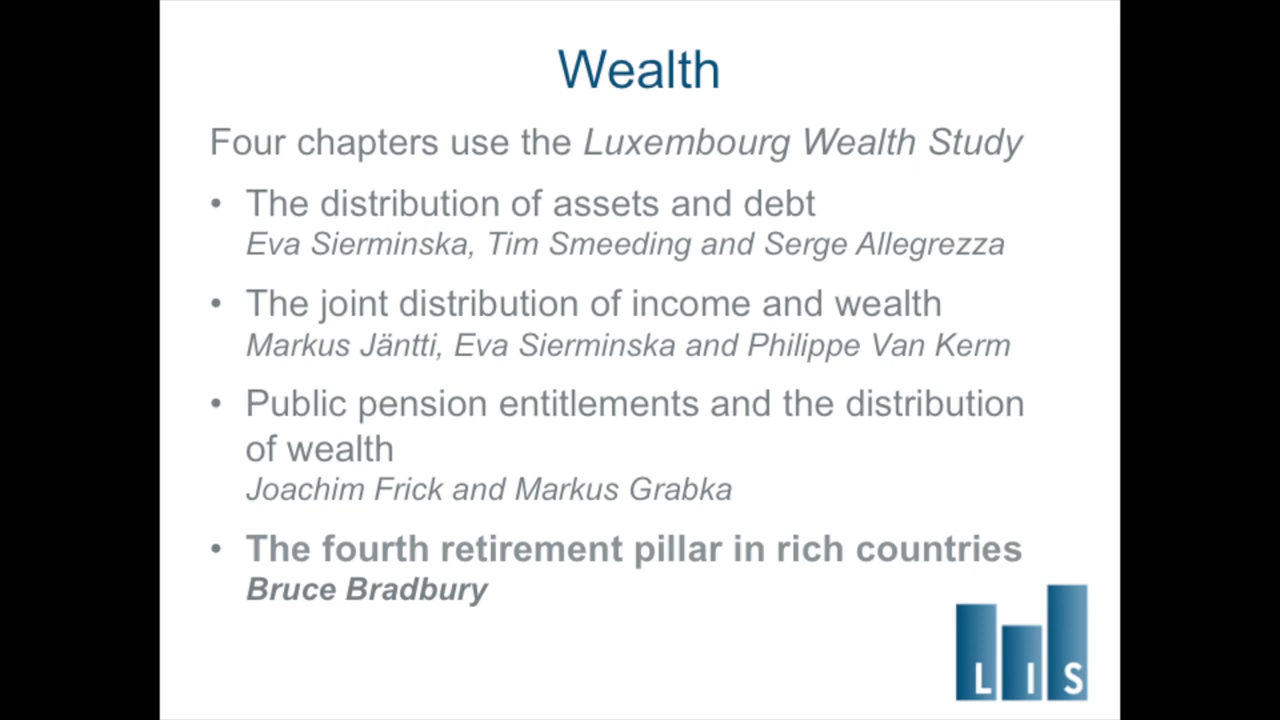 Wealth
Four chapters use the Luxembourg Wealth Study
• The distribution of assets and debt
Eva Sierminska, Tim Smeeding and Serge Allegrezza
• The joint distribution of income and wealth
Markus Jäntti, Eva Sierminska and Philippe Van Kerm
• Public pension entitlements and the distribution
of wealth
Joachim Frick and Markus Grabka
• The fourth retirement pillar in rich countries
Bruce Bradbury
LIS